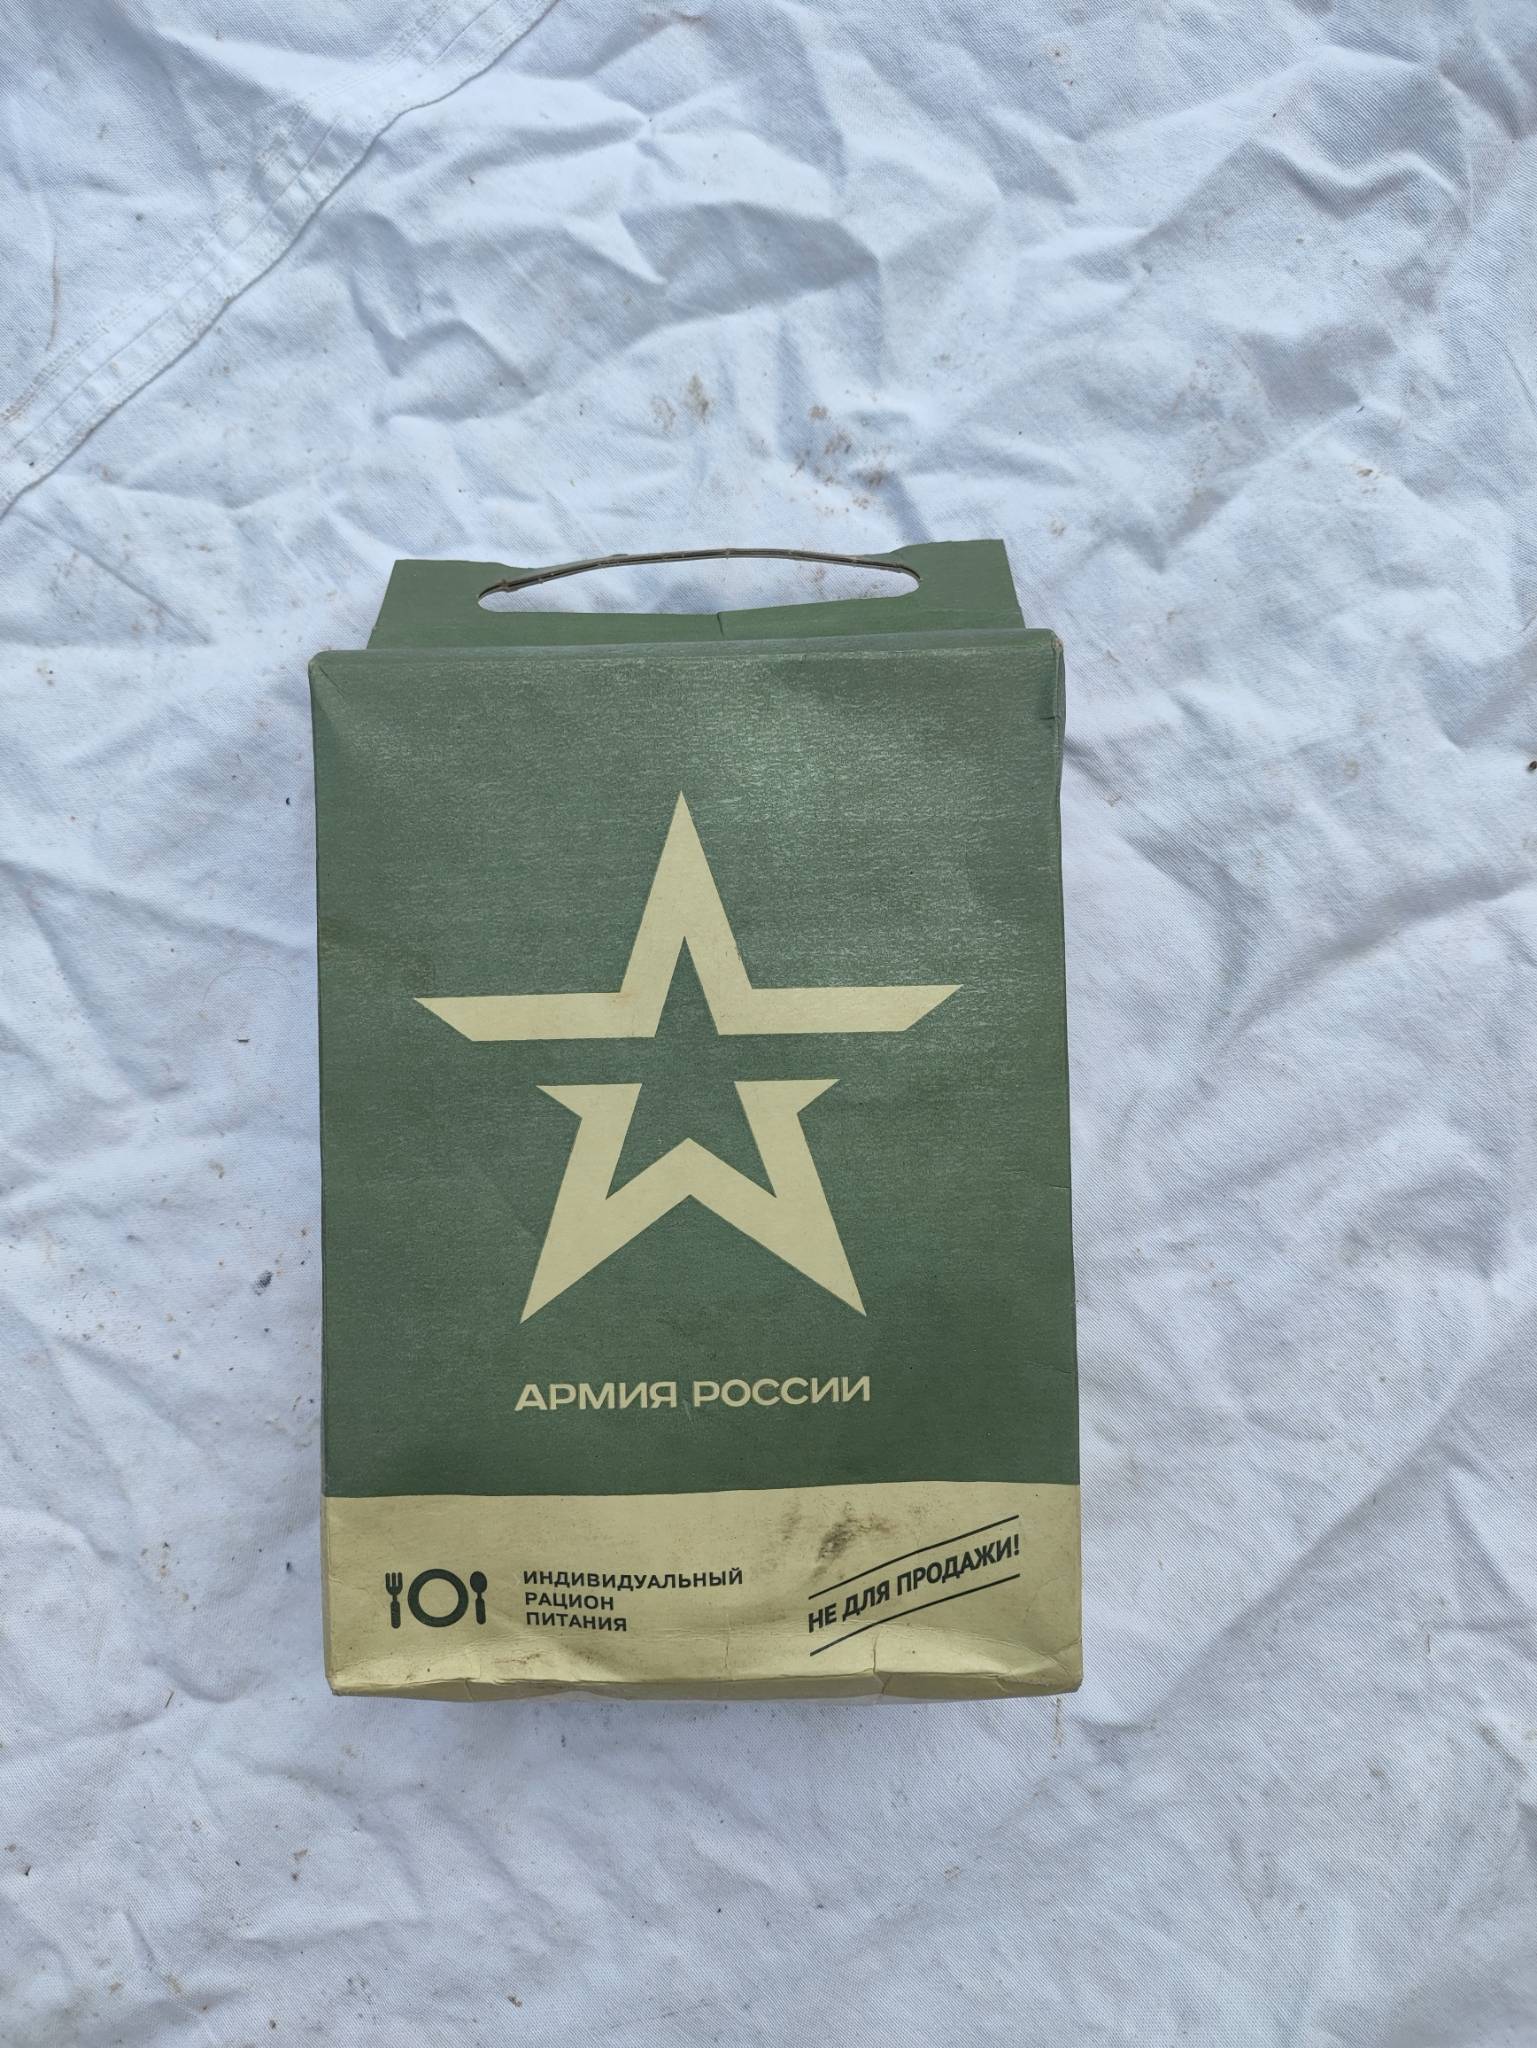 АРМИЯ РОССИИ
ИНДИВИДУАЛЬНЫЙ
РАЦИОН
ПИТАНИЯ
НЕ ДЛЯ ПРОДАЖИ!